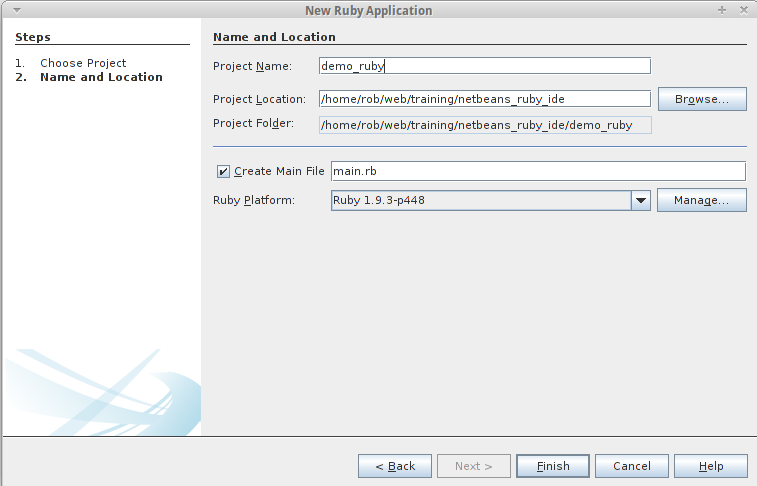 New Ruby Application
Steps
1. Choose Project
2. Name and Location
Name and Location
Project Name: demo_ruby
Project Location: /home/rob/web/training/netbeans_ruby_ide Browse...
Project Folder: /home/rob/web/training/netbeans_ruby_ide/demo_ruby
Create Main File main.rb
Ruby Platform: Ruby 1.9.3-p448 Manage...
< Back Next > Finish Cancel Help